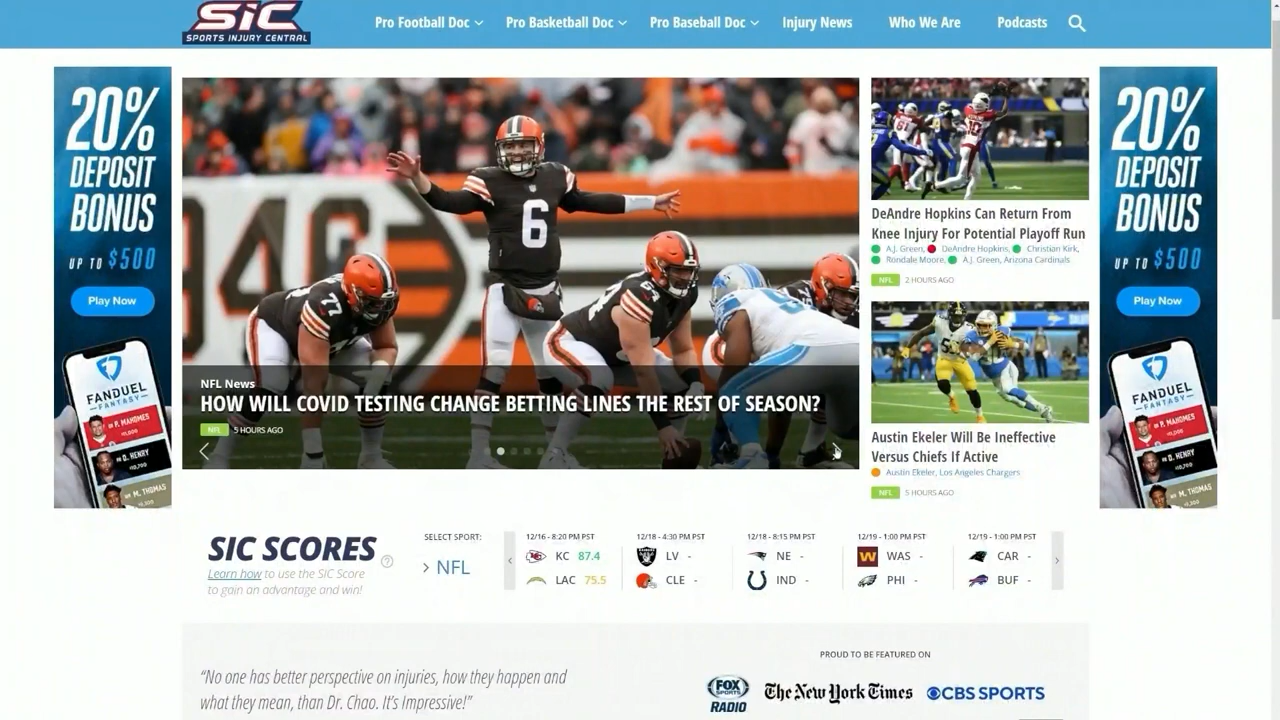 SIC
SPORTS INJURY CENTRAL
Pro Football Doc
Pro Basketball Doc
Pro Baseball Doc
Injury News
Who We Are
Podcasts
20%
DEPOSIT
BONUS
UP TO $500
Play Now
FANDUEL
FANTASY
P. MAHOMES
D. HENRY
M. THOMAS
6
77
NFL News
HOW WILL COVID TESTING CHANGE BETTING LINES THE REST OF SEASON?
NFL 5 HOURS AGO
DeAndre Hopkins Can Return From
Knee Injury For Potential Playoff Run
A.J. Green, DeAndre Hopkins, Christian Kirk,
Rondale Moore, A.J. Green, Arizona Cardinals
NFL 2 HOURS AGO
Austin Ekeler Will Be Ineffective
Versus Chiefs If Active
Austin Ekeler, Los Angeles Chargers
NFL 5 HOURS AGO
20%
DEPOSIT
BONUS
UP TO $500
Play Now
FANDUEL
FANTASY
P. MAHOMES
D. HENRY
M. THOMAS
SIC SCORES
Learn how to use the SIC Score
to gain an advantage and win!
SELECT SPORT:
NFL
12/16 - 8:20 PM PST
KC 87.4
LAC 75.5
12/18 - 4:30 PM PST
LV -
CLE -
12/18 - 8:15 PM PST
NE -
IND -
12/19 - 1:00 PM PST
WAS -
PHI -
12/19 - 1:00 PM PST
CAR -
BUF -
“No one has better perspective on injuries, how they happen and
what they mean, than Dr. Chao. It’s Impressive!”
PROUD TO BE FEATURED ON
FOX
SPORTS
RADIO
The New York Times
CBS SPORTS